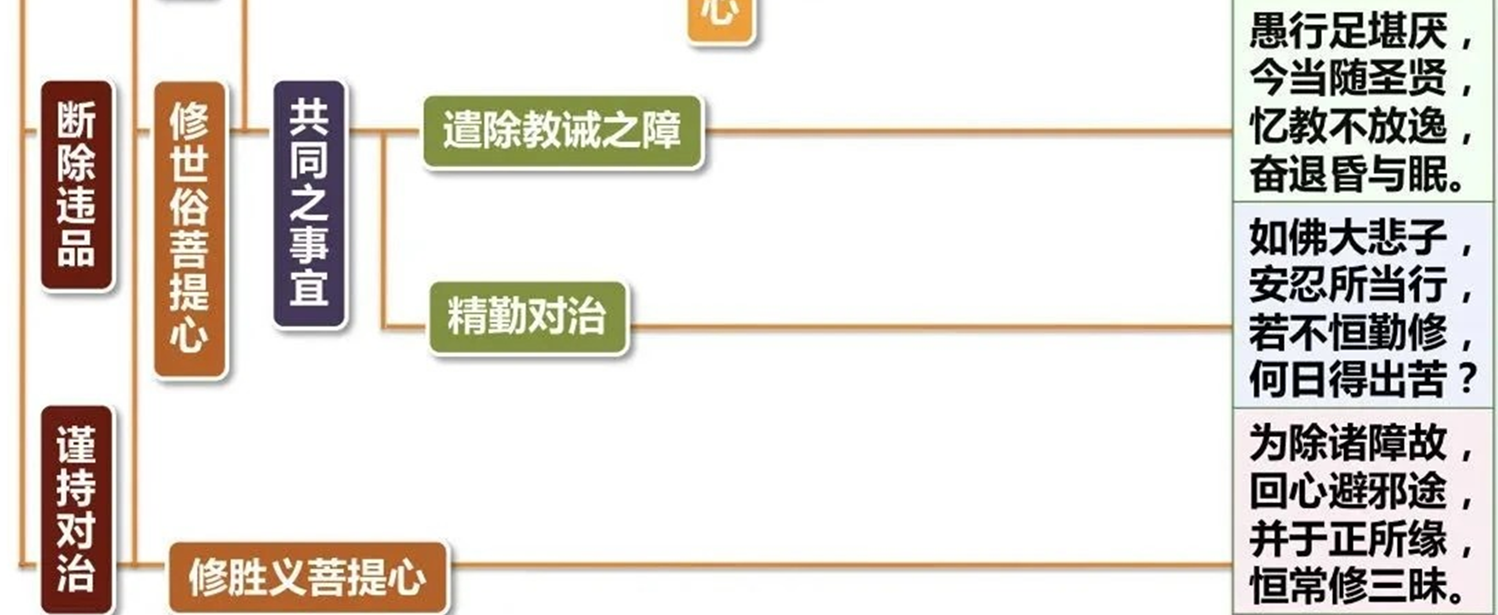 心
断除违品
修世俗菩提心
共同之事宜
遣除教诫之障
愚行足堪厌，
今当随圣贤，
忆教不放逸，
奋退昏与眠。
精勤对治
如佛大悲子，
安忍所当行，
若不恒勤修，
何日得出苦？
谨持对治
修胜义菩提心
为除诸障故，
回心避邪途，
并于正所缘，
恒常修三昧。